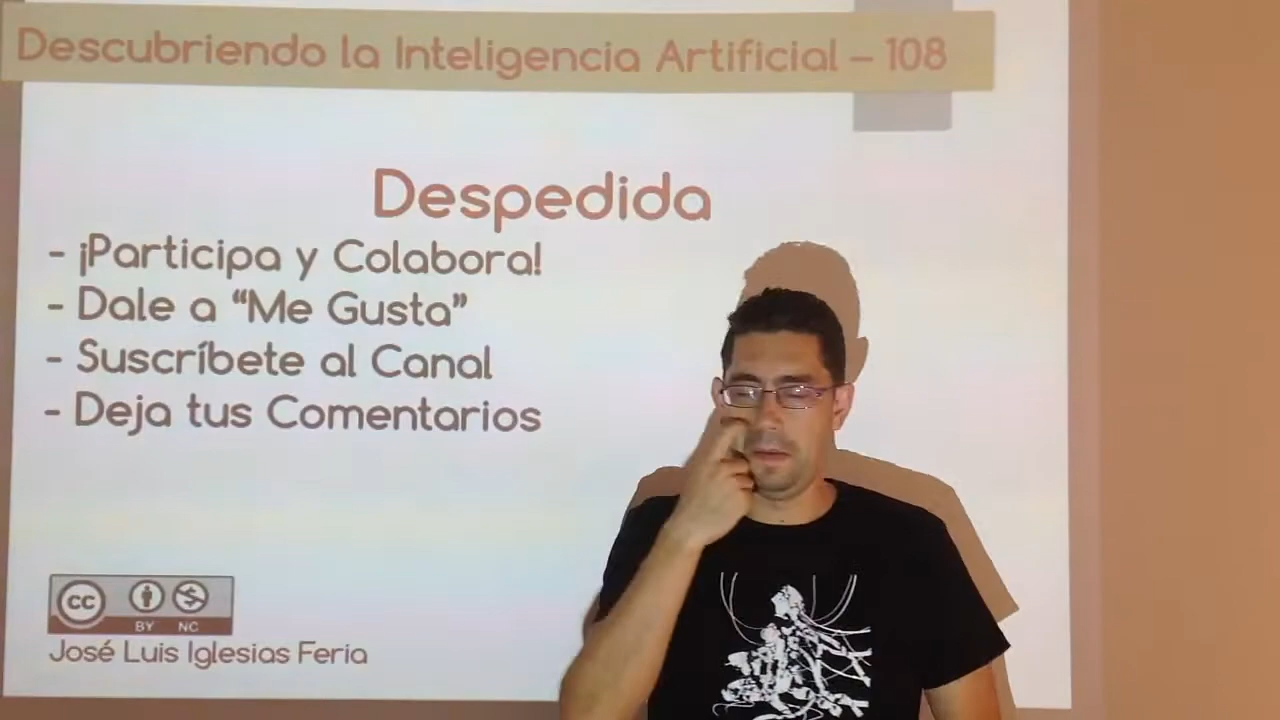 Descubriendo la Inteligencia Artificial – 108
Despedida
- ¡Participa y Colabora!
- Dale a “Me Gusta”
- Suscríbete al Canal
- Deja tus Comentarios
cc
BY NC
José Luis Iglesias Feria